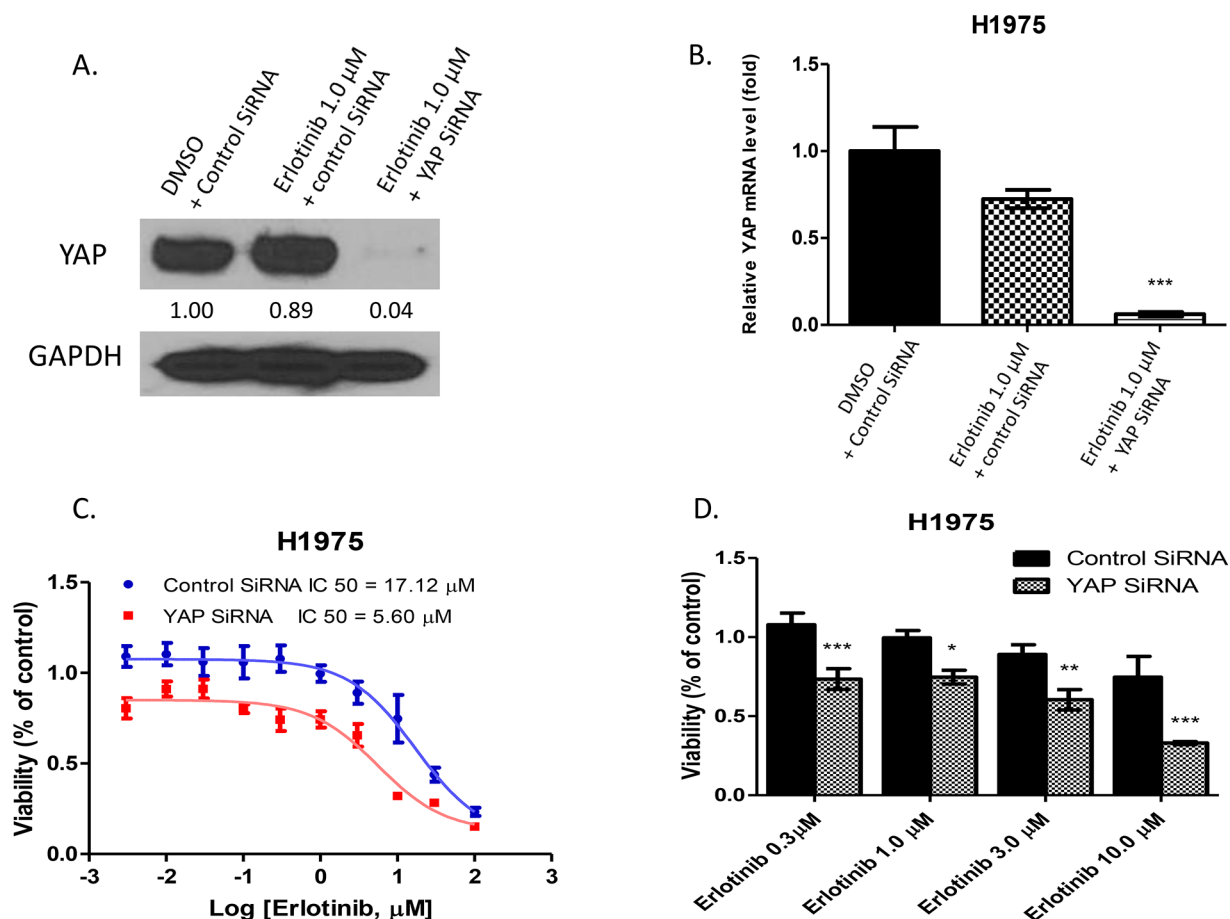 A.
DMSO
+ Control SiRNA
Erlotinib 1.0 µM
+ control SiRNA
Erlotinib 1.0 µM
+ YAP SiRNA
YAP
1.00 0.89 0.04
GAPDH
B.
H1975
Relative YAP mRNA level (fold)
1.5
1.0
0.5
0.0
***
DMSO
+ Control SiRNA
Erlotinib 1.0 µM
+ control SiRNA
Erlotinib 1.0 µM
+ YAP SiRNA
C.
H1975
Control SiRNA IC 50 = 17.12 µM
YAP SiRNA IC 50 = 5.60 µM
Viability (% of control)
1.5
1.0
0.5
0.0
-3 -2 -1 0 1 2 3
Log [Erlotinib, µM]
D.
H1975
Control SiRNA
YAP SiRNA
Viability (% of control)
1.5
1.0
0.5
0.0
*** * ** ***
Erlotinib 0.3µM
Erlotinib 1.0 µM
Erlotinib 3.0 µM
Erlotinib 10.0 µM